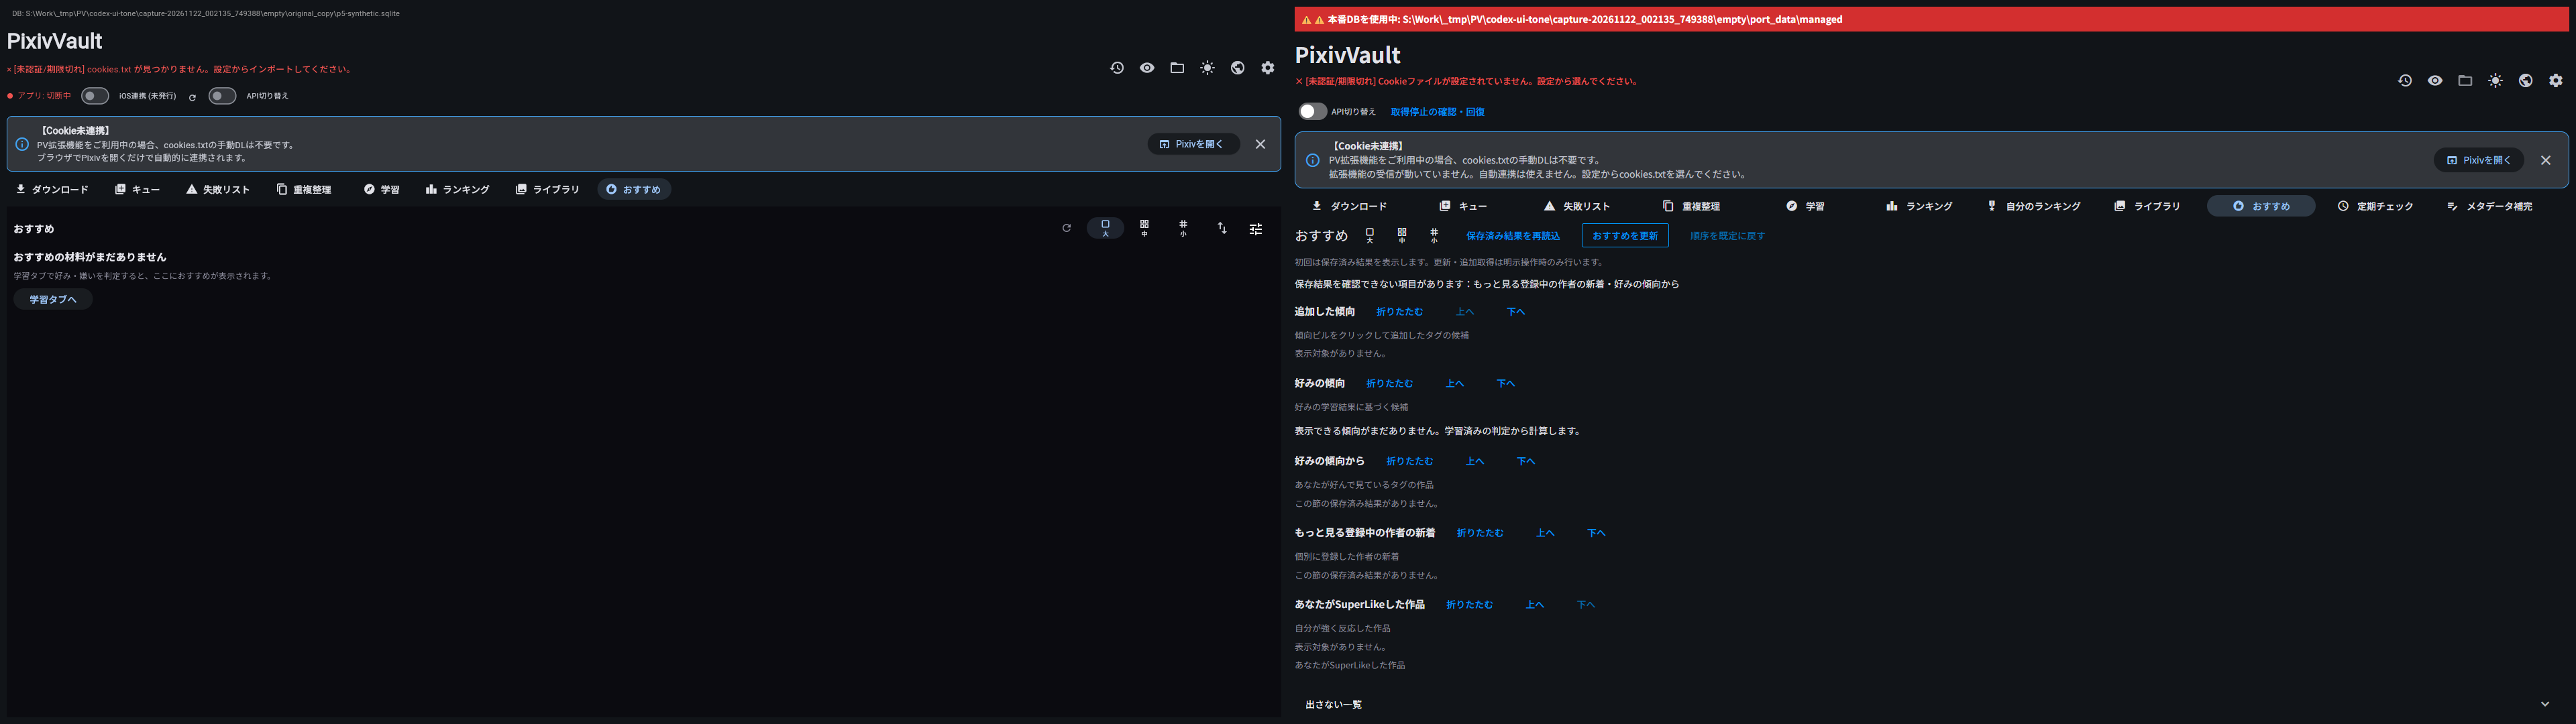 DB: S:\Work\_tmp\PV\codex-ui-tone\capture-20261122_002135_749388\empty\original_copy\p5-synthetic.sqlite
PixivVault
× [未認証/期限切れ] cookies.txt が見つかりません。設定からインポートしてください。
アプリ: 切断中
iOS連携 (未発行)
API切り替え
【Cookie未連携】
PV拡張機能をご利用中の場合、cookies.txtの手動DLは不要です。
ブラウザでPixivを開くだけで自動的に連携されます。
Pixivを開く
ダウンロード
キュー
失敗リスト
重複整理
学習
ランキング
ライブラリ
おすすめ
おすすめ
大
中
小
おすすめの材料がまだありません
学習タブで好み・嫌いを判定すると、ここにおすすめが表示されます。
学習タブへ
本番DBを使用中: S:\Work\_tmp\PV\codex-ui-tone\capture-20261122_002135_749388\empty\port_data\managed
PixivVault
× [未認証/期限切れ] Cookieファイルが設定されていません。設定から選んでください。
API切り替え
取得停止の確認・回復
【Cookie未連携】
PV拡張機能をご利用中の場合、cookies.txtの手動DLは不要です。
拡張機能の受信が動いていません。自動連携は使えません。設定からcookies.txtを選んでください。
Pixivを開く
ダウンロード
キュー
失敗リスト
重複整理
学習
ランキング
自分のランキング
ライブラリ
おすすめ
定期チェック
メタデータ補完
おすすめ
大
中
小
保存済み結果を再読込
おすすめを更新
順序を既定に戻す
初回は保存済み結果を表示します。更新・追加取得は明示操作時のみ行います。
保存結果を確認できない項目があります：もっと見る登録中の作者の新着・好みの傾向から
追加した傾向 折りたたむ 上へ 下へ
傾向ピルをクリックして追加したタグの候補
表示対象がありません。
好みの傾向 折りたたむ 上へ 下へ
好みの学習結果に基づく候補
表示できる傾向がまだありません。学習済みの判定から計算します。
好みの傾向から 折りたたむ 上へ 下へ
あなたが好んで見ているタグの作品
この節の保存済み結果がありません。
もっと見る登録中の作者の新着 折りたたむ 上へ 下へ
個別に登録した作者の新着
この節の保存済み結果がありません。
あなたがSuperLikeした作品 折りたたむ 上へ 下へ
自分が強く反応した作品
表示対象がありません。
あなたがSuperLikeした作品
出さない一覧